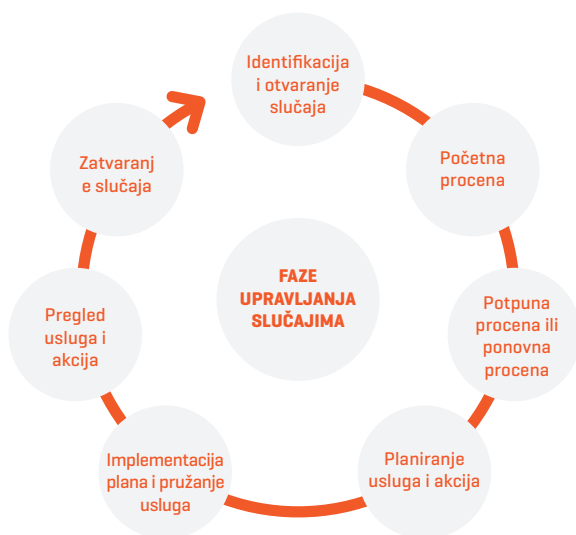 Identifikacija
i otvaranje
slučaja
Početna
procena
Potpuna
procena ili
ponovna
procena
Planiranje
usluga i akcija
Implementacija
plana i pružanje
usluga
Pregled
usluga i
akcija
Zatvaranj
e slučaja
FAZE
UPRAVLJANJA
SLUČAJIMA